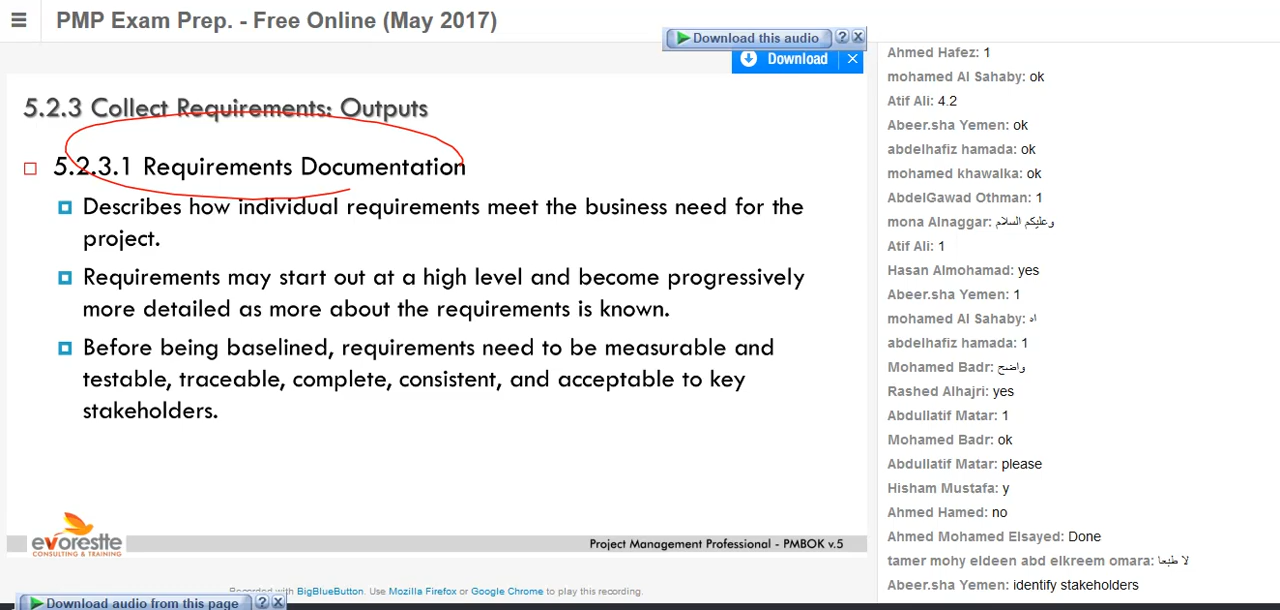 PMP Exam Prep. - Free Online (May 2017)
Download this audio
Download
5.2.3 Collect Requirements: Outputs
5.2.3.1 Requirements Documentation
Describes how individual requirements meet the business need for the
project.
Requirements may start out at a high level and become progressively
more detailed as more about the requirements is known.
Before being baselined, requirements need to be measurable and
testable, traceable, complete, consistent, and acceptable to key
stakeholders.
evorestte
CONSULTING & TRAINING
Project Management Professional - PMBOK v.5
Recorded with BigBlueButton. Use Mozilla Firefox or Google Chrome to play this recording.
Download audio from this page
Ahmed Hafez: 1
mohamed Al Sahaby: ok
Atif Ali: 4.2
Abeer.sha Yemen: ok
abdelhafiz hamada: ok
mohamed khawalka: ok
AbdelGawad Othman: 1
mona Alnaggar: وعليكم السلام
Atif Ali: 1
Hasan Almohamad: yes
Abeer.sha Yemen: 1
mohamed Al Sahaby: اه
abdelhafiz hamada: 1
Mohamed Badr: واضح
Rashed Alhajri: yes
Abdullatif Matar: 1
Mohamed Badr: ok
Abdullatif Matar: please
Hisham Mustafa: y
Ahmed Hamed: no
Ahmed Mohamed Elsayed: Done
tamer mohy eldeen abd elkreem omara: لا طبعا
Abeer.sha Yemen: identify stakeholders